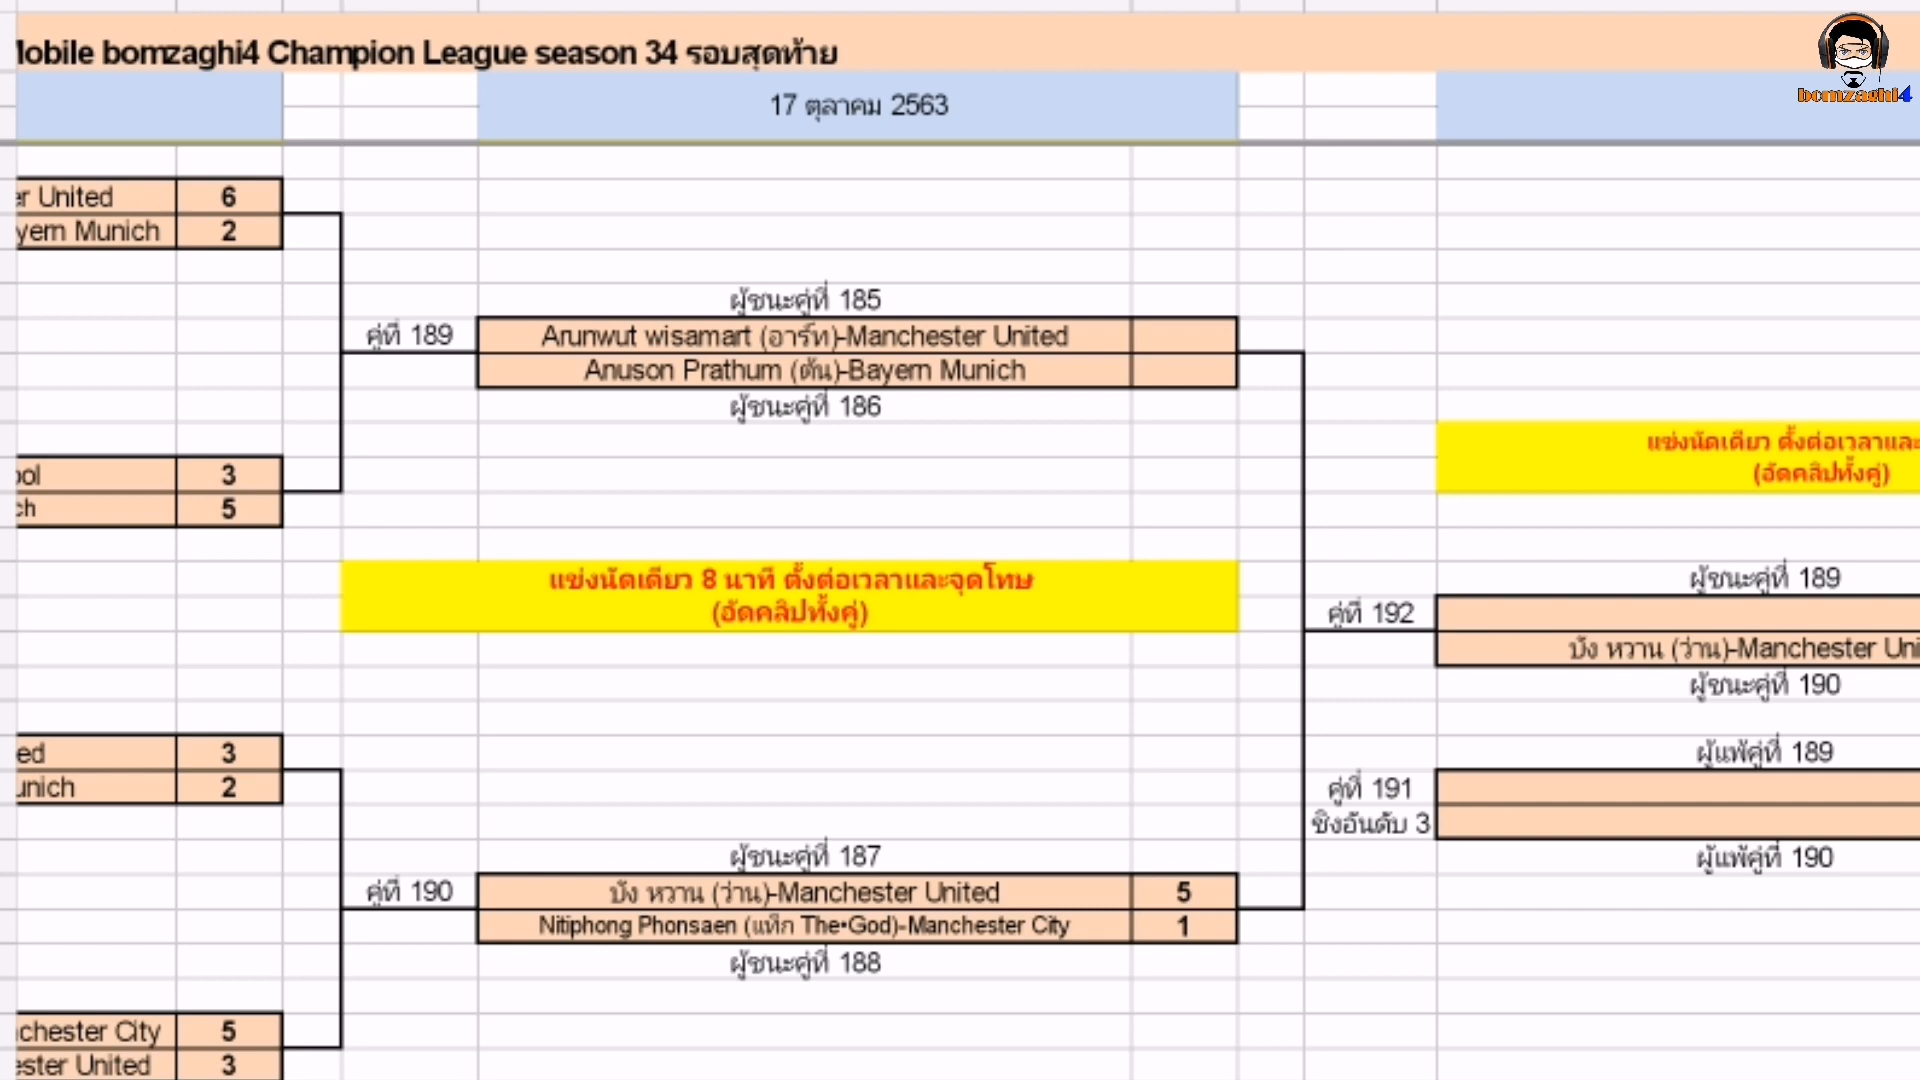 Mobile bomzaghi4 Champion League season 34 รอบสุดท้าย
bomzaghi4
17 ตุลาคม 2563
er United 6
yern Munich 2
ผู้ชนะคู่ที่ 185
คู่ที่ 189
Arunwut wisamart (อาร์ท)-Manchester United
Anuson Prathum (ต้น)-Bayern Munich
ผู้ชนะคู่ที่ 186
แข่งนัดเดียว ตั้งต่อเวลาและ
(อัดคลิปทั้งคู่)
ool 3
ch 5
แข่งนัดเดียว 8 นาที ตั้งต่อเวลาและจุดโทษ
(อัดคลิปทั้งคู่)
ผู้ชนะคู่ที่ 189
คู่ที่ 192
บัง หวาน (ว่าน)-Manchester Uni
ผู้ชนะคู่ที่ 190
ed 3
unich 2
ผู้แพ้คู่ที่ 189
คู่ที่ 191
ชิงอันดับ 3
ผู้แพ้คู่ที่ 190
ผู้ชนะคู่ที่ 187
คู่ที่ 190
บัง หวาน (ว่าน)-Manchester United 5
Nitiphong Phonsaen (แท็ก The•God)-Manchester City 1
ผู้ชนะคู่ที่ 188
chester City 5
ester United 3